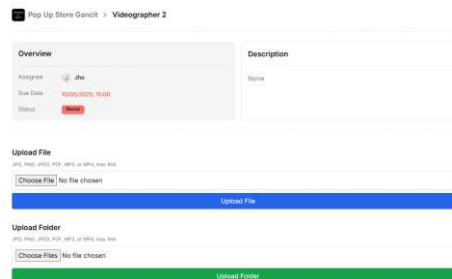 Pop Up Store Gancit > Videographer 2
Overview
Assignee Jho
Due Date 10/05/2025, 15:00
Status
Description
None
Upload File
JPG, PNG, JPEG, PDF, MP3, or MP4, max
Choose File No file chosen
Upload File
Upload Folder
JPG, PNG, JPEG, PDF, MP3, or MP4, max
Choose Files No file chosen
Upload Folder